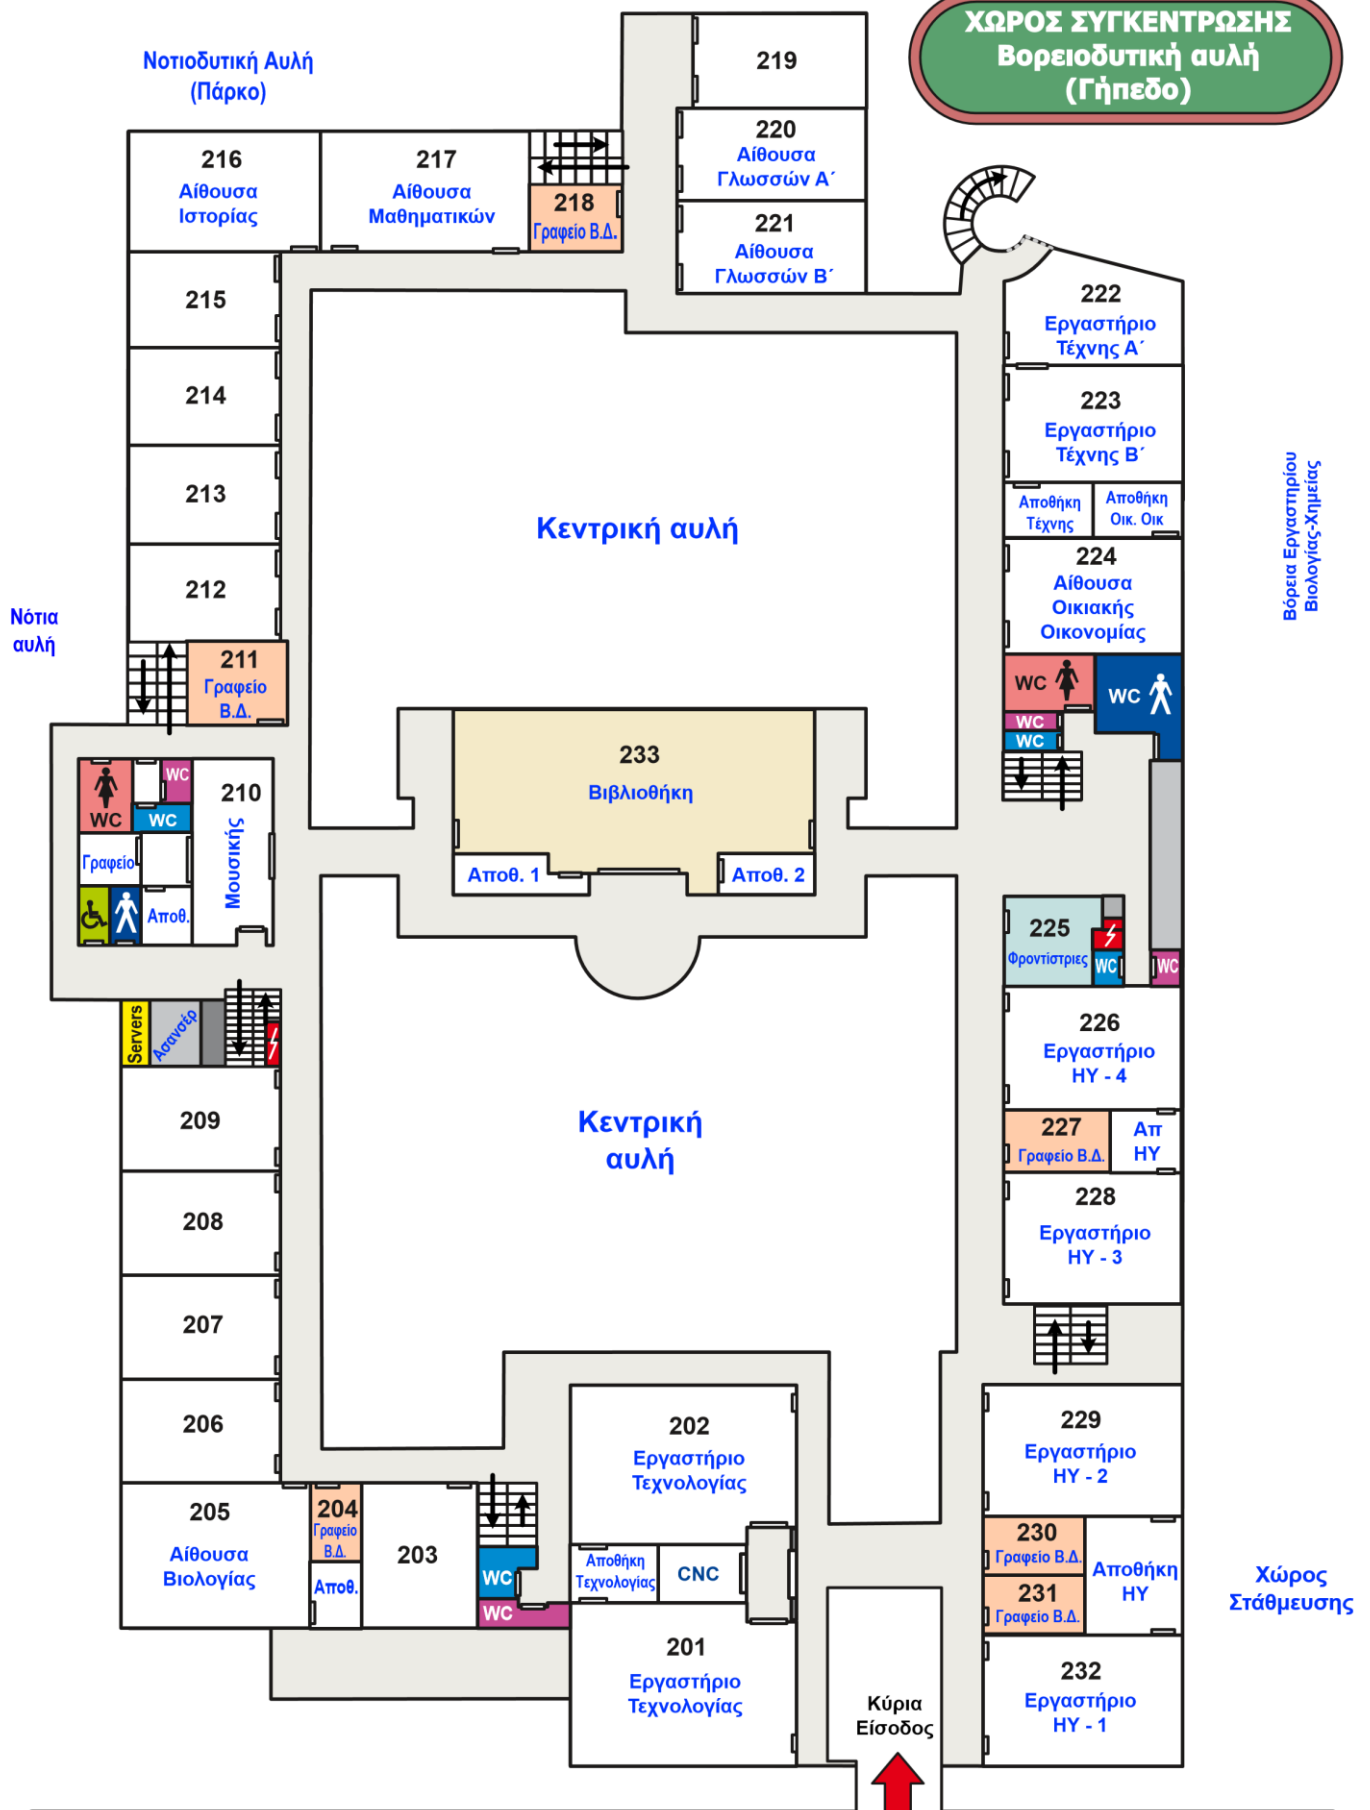 ΧΩΡΟΣ ΣΥΓΚΕΝΤΡΩΣΗΣ
Βορειοδυτική αυλή
(Γήπεδο)
Νοτιοδυτική Αυλή
(Πάρκο)
219
220
Αίθουσα
Γλωσσών Α΄
221
Αίθουσα
Γλωσσών Β΄
216
Αίθουσα
Ιστορίας
217
Αίθουσα
Μαθηματικών
218
Γραφείο Β.Δ.
215
214
213
212
211
Γραφείο
Β.Δ.
Νότια
αυλή
Κεντρική αυλή
222
Εργαστήριο
Τέχνης Α΄
223
Εργαστήριο
Τέχνης Β΄
Αποθήκη
Τέχνης
Αποθήκη
Οικ. Οικ
224
Αίθουσα
Οικιακής
Οικονομίας
Βόρεια Εργαστηρίου
Βιολογίας-Χημείας
WC
WC
WC
WC
233
Βιβλιοθήκη
Αποθ. 1
Αποθ. 2
WC
WC
WC
210
Μουσικής
Γραφείο
Αποθ.
225
Φροντίστριες
WC
WC
Servers
Ασανσέρ
226
Εργαστήριο
ΗΥ - 4
227
Γραφείο Β.Δ.
Απ
ΗΥ
228
Εργαστήριο
ΗΥ - 3
209
208
207
206
Κεντρική
αυλή
205
Αίθουσα
Βιολογίας
204
Γραφείο
Β.Δ.
Αποθ.
203
WC
WC
202
Εργαστήριο
Τεχνολογίας
Αποθήκη
Τεχνολογίας
CNC
201
Εργαστήριο
Τεχνολογίας
229
Εργαστήριο
ΗΥ - 2
230
Γραφείο Β.Δ.
231
Γραφείο Β.Δ.
Αποθήκη
ΗΥ
232
Εργαστήριο
ΗΥ - 1
Χώρος
Στάθμευσης
Κύρια
Είσοδος